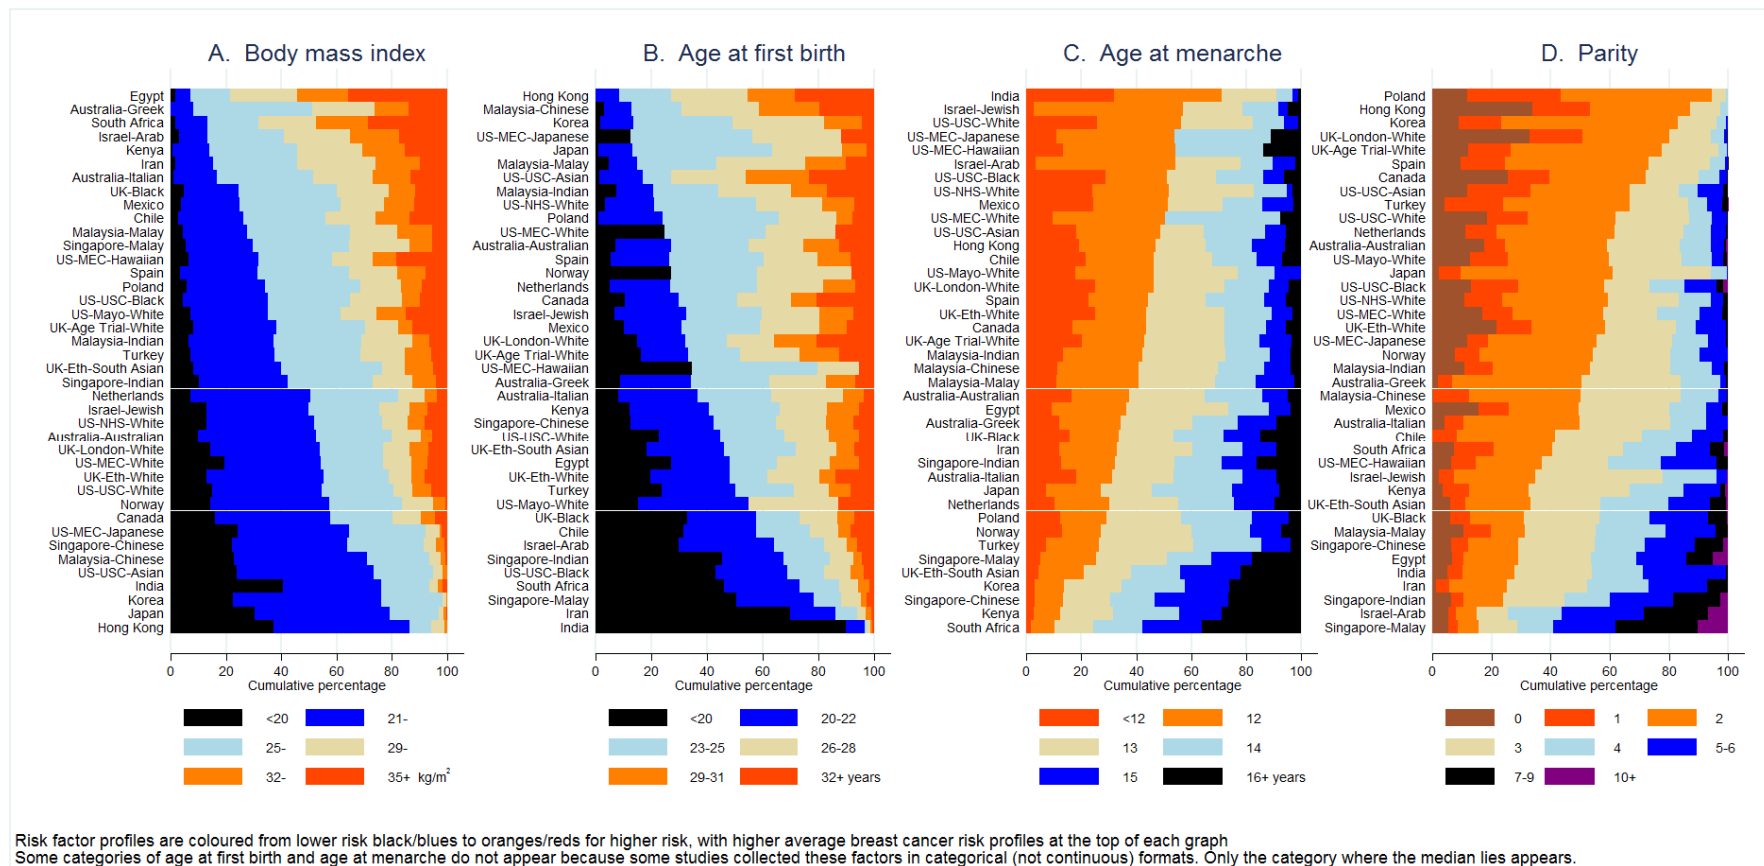 A. Body mass index
Egypt
Australia-Greek
South Africa
Israel-Arab
Kenya
Iran
Australia-Italian
UK-Black
Mexico
Chile
Malaysia-Malay
Singapore-Malay
US-MEC-Hawaiian
Spain
Poland
US-USC-Black
US-Mayo-White
UK-Age Trial-White
Malaysia-Indian
Turkey
UK-Eth-South Asian
Singapore-Indian
Netherlands
Israel-Jewish
US-NHS-White
Australia-Australian
UK-London-White
US-MEC-White
UK-Eth-White
US-USC-White
Norway
Canada
US-MEC-Japanese
Singapore-Chinese
Malaysia-Chinese
US-USC-Asian
India
Korea
Japan
Hong Kong
0 20 40 60 80 100
Cumulative percentage
<20 21-
25- 29-
32- 35+ kg/m²
B. Age at first birth
Hong Kong
Malaysia-Chinese
Korea
US-MEC-Japanese
Japan
Malaysia-Malay
US-USC-Asian
Malaysia-Indian
US-NHS-White
Poland
US-MEC-White
Australia-Australian
Spain
Norway
Netherlands
Canada
Israel-Jewish
Mexico
UK-London-White
UK-Age Trial-White
US-MEC-Hawaiian
Australia-Greek
Australia-Italian
Kenya
Singapore-Chinese
US-USC-White
UK-Eth-South Asian
Egypt
UK-Eth-White
Turkey
US-Mayo-White
UK-Black
Chile
Israel-Arab
Singapore-Indian
US-USC-Black
South Africa
Singapore-Malay
Iran
India
0 20 40 60 80 100
Cumulative percentage
<20 20-22
23-25 26-28
29-31 32+ years
C. Age at menarche
India
Israel-Jewish
US-USC-White
US-MEC-Japanese
US-MEC-Hawaiian
Israel-Arab
US-USC-Black
US-NHS-White
Mexico
US-MEC-White
US-USC-Asian
Hong Kong
Chile
US-Mayo-White
UK-London-White
Spain
UK-Eth-White
Canada
UK-Age Trial-White
Malaysia-Indian
Malaysia-Chinese
Malaysia-Malay
Australia-Australian
Egypt
Australia-Greek
UK-Black
Iran
Singapore-Indian
Australia-Italian
Japan
Netherlands
Poland
Norway
Turkey
Singapore-Malay
UK-Eth-South Asian
Korea
Singapore-Chinese
Kenya
South Africa
0 20 40 60 80 100
Cumulative percentage
<12 12
13 14
15 16+ years
D. Parity
Poland
Hong Kong
Korea
UK-London-White
UK-Age Trial-White
Spain
Canada
US-USC-Asian
Turkey
US-USC-White
Netherlands
Australia-Australian
US-Mayo-White
Japan
US-USC-Black
US-NHS-White
US-MEC-White
UK-Eth-White
US-MEC-Japanese
Norway
Malaysia-Indian
Australia-Greek
Malaysia-Chinese
Mexico
Australia-Italian
Chile
South Africa
US-MEC-Hawaiian
Israel-Jewish
Kenya
UK-Eth-South Asian
UK-Black
Malaysia-Malay
Singapore-Chinese
Egypt
India
Iran
Singapore-Indian
Israel-Arab
Singapore-Malay
0 20 40 60 80 100
Cumulative percentage
0 1 2
3 4 5-6
7-9 10+
Risk factor profiles are coloured from lower risk black/blues to oranges/reds for higher risk, with higher average breast cancer risk profiles at the top of each graph
Some categories of age at first birth and age at menarche do not appear because some studies collected these factors in categorical (not continuous) formats. Only the category where the median lies appears.